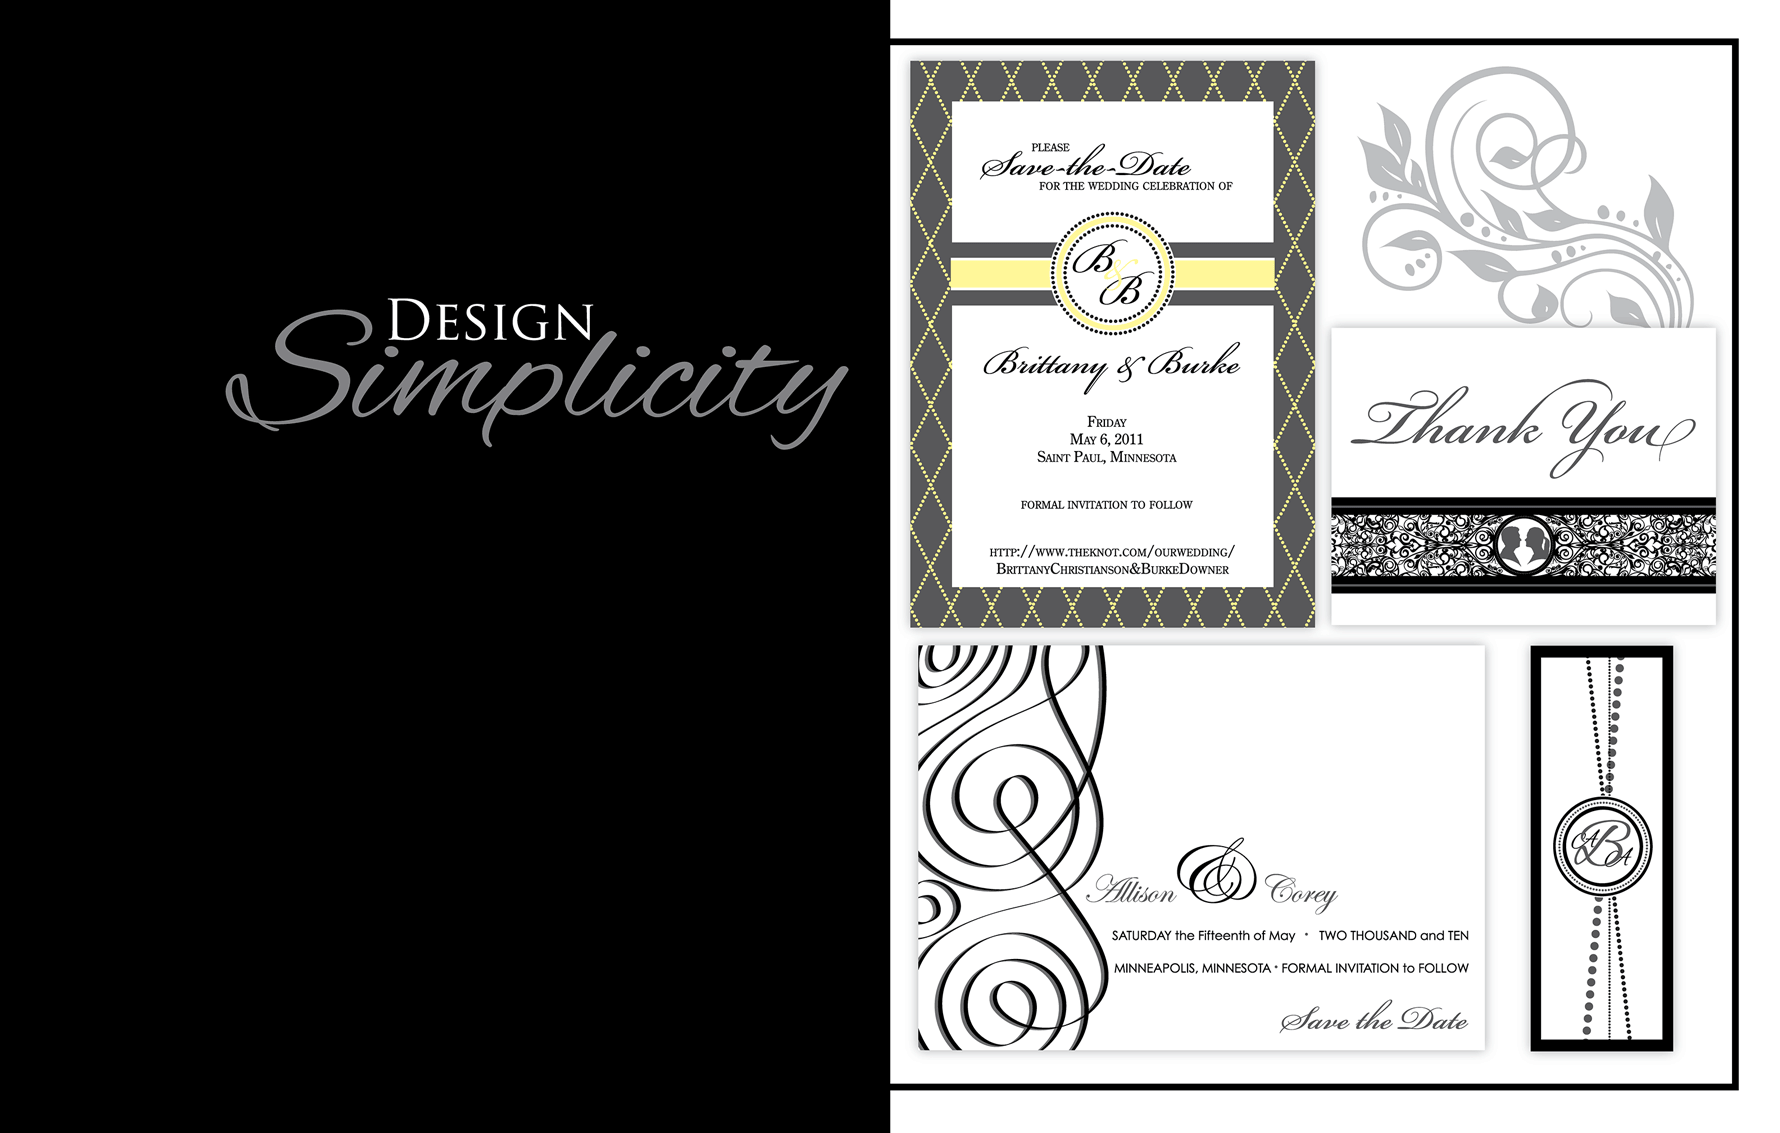 DESIGN
Simplicity
PLEASE
Save-the-Date
FOR THE WEDDING CELEBRATION OF
B
&
B
Brittany & Burke
FRIDAY
MAY 6, 2011
SAINT PAUL, MINNESOTA
FORMAL INVITATION TO FOLLOW
HTTP://WWW.THEKNOT.COM/OURWEDDING/
BRITTANYCHRISTIANSON&BURKEDOWNER
Thank You
Allison & Corey
SATURDAY the Fifteenth of May • TWO THOUSAND and TEN
MINNEAPOLIS, MINNESOTA • FORMAL INVITATION to FOLLOW
Save the Date
ABA